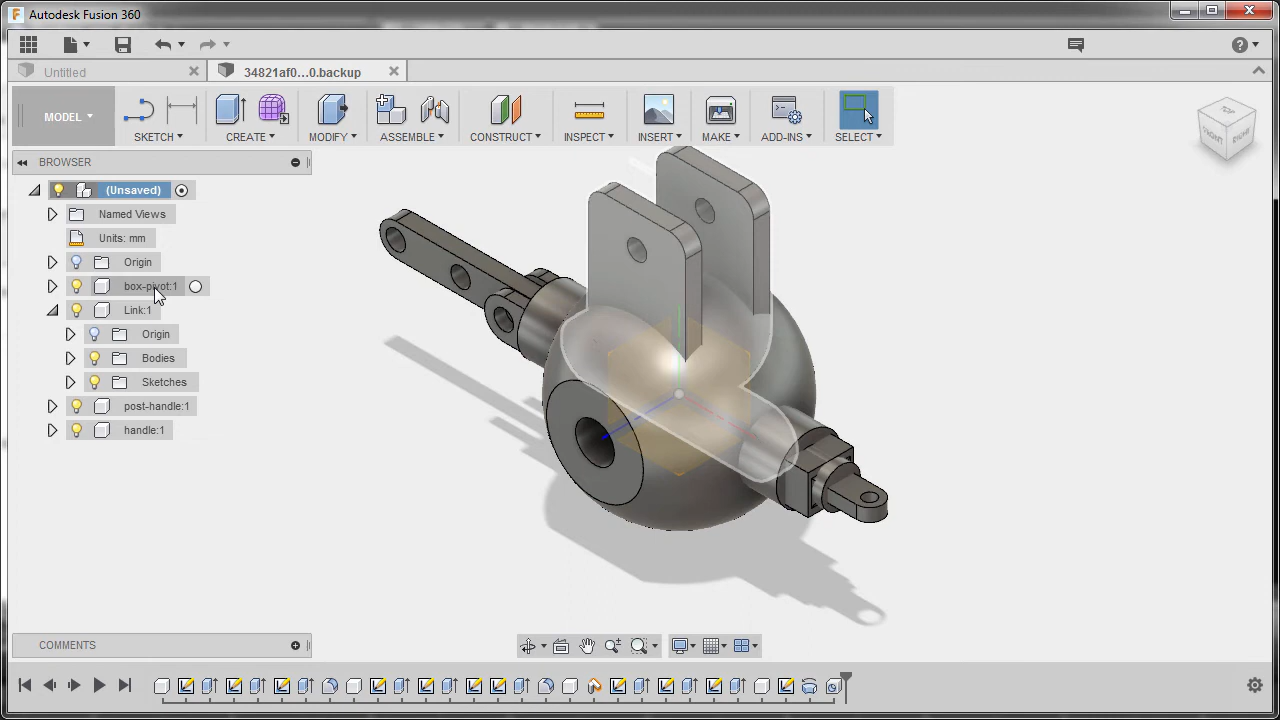 Autodesk Fusion 360
Untitled
34821af0...0.backup
MODEL
SKETCH
CREATE
MODIFY
ASSEMBLE
CONSTRUCT
INSPECT
INSERT
MAKE
ADD-INS
SELECT
BROWSER
(Unsaved)
Named Views
Units: mm
Origin
box-pivot:1
Link:1
Origin
Bodies
Sketches
post-handle:1
handle:1
FRONT
COMMENTS